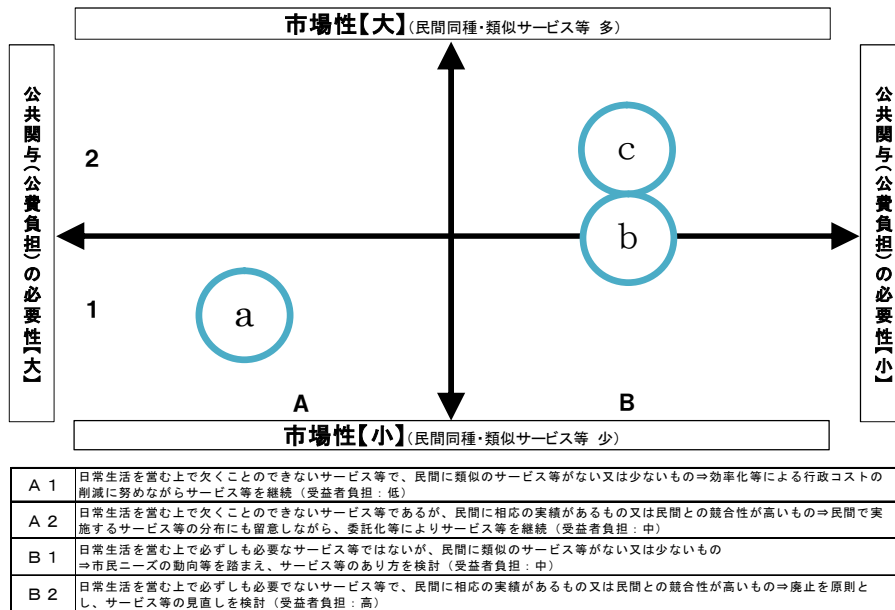 市場性【大】(民間同種・類似サービス等 多)
公共関与(公費負担)の必要性【大】
公共関与(公費負担)の必要性【小】
2
c
b
a
1
A
B
市場性【小】(民間同種・類似サービス等 少)
A1 日常生活を営む上で欠くことのできないサービス等で、民間に類似のサービス等がない又は少ないもの⇒効率化等による行政コストの
削減に努めながらサービス等を継続（受益者負担：低）
A2 日常生活を営む上で欠くことのできないサービス等であるが、民間に相応の実績があるもの又は民間との競合性が高いもの⇒民間で実
施するサービス等の分布にも留意しながら、委託化等によりサービス等を継続（受益者負担：中）
B1 日常生活を営む上で必ずしも必要なサービス等ではないが、民間に類似のサービス等がない又は少ないもの
⇒市民ニーズの動向等を踏まえ、サービス等のあり方を検討（受益者負担：中）
B2 日常生活を営む上で必ずしも必要でないサービス等で、民間に相応の実績があるもの又は民間との競合性が高いもの⇒廃止を原則と
し、サービス等の見直しを検討（受益者負担：高）